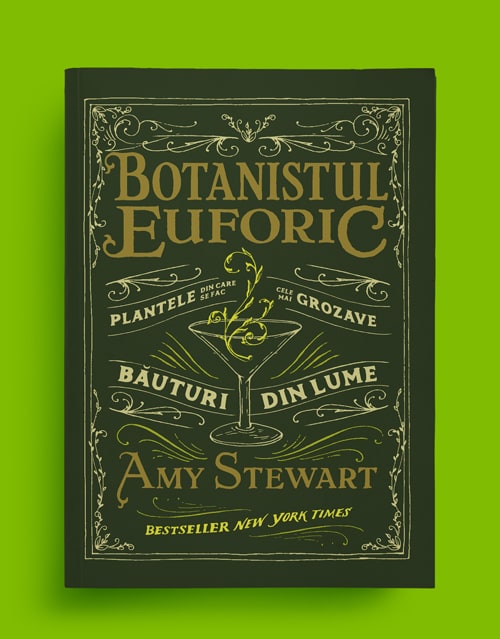 BOTANISTUL
EUFORIC
PLANTELE DIN CARE SE FAC CELE MAI GROZAVE
BĂUTURI DIN LUME
AMY STEWART
BESTSELLER NEW YORK TIMES